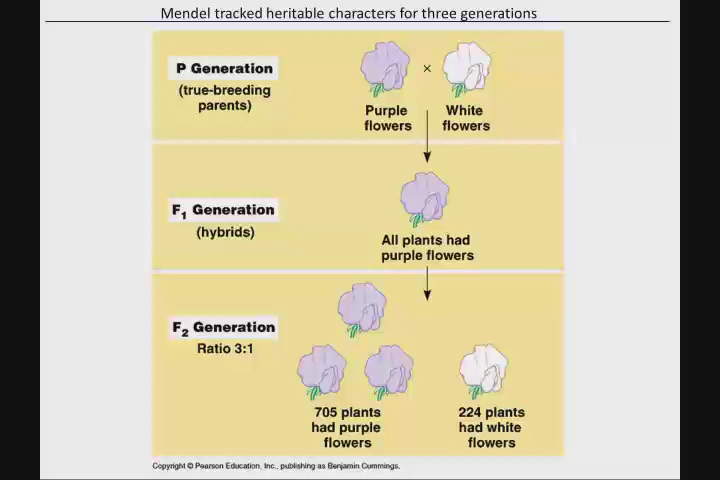 Mendel tracked heritable characters for three generations
P Generation
(true-breeding
parents)
×
Purple
flowers
White
flowers
F1 Generation
(hybrids)
All plants had
purple flowers
F2 Generation
Ratio 3:1
705 plants
had purple
flowers
224 plants
had white
flowers
Copyright © Pearson Education, Inc., publishing as Benjamin Cummings.